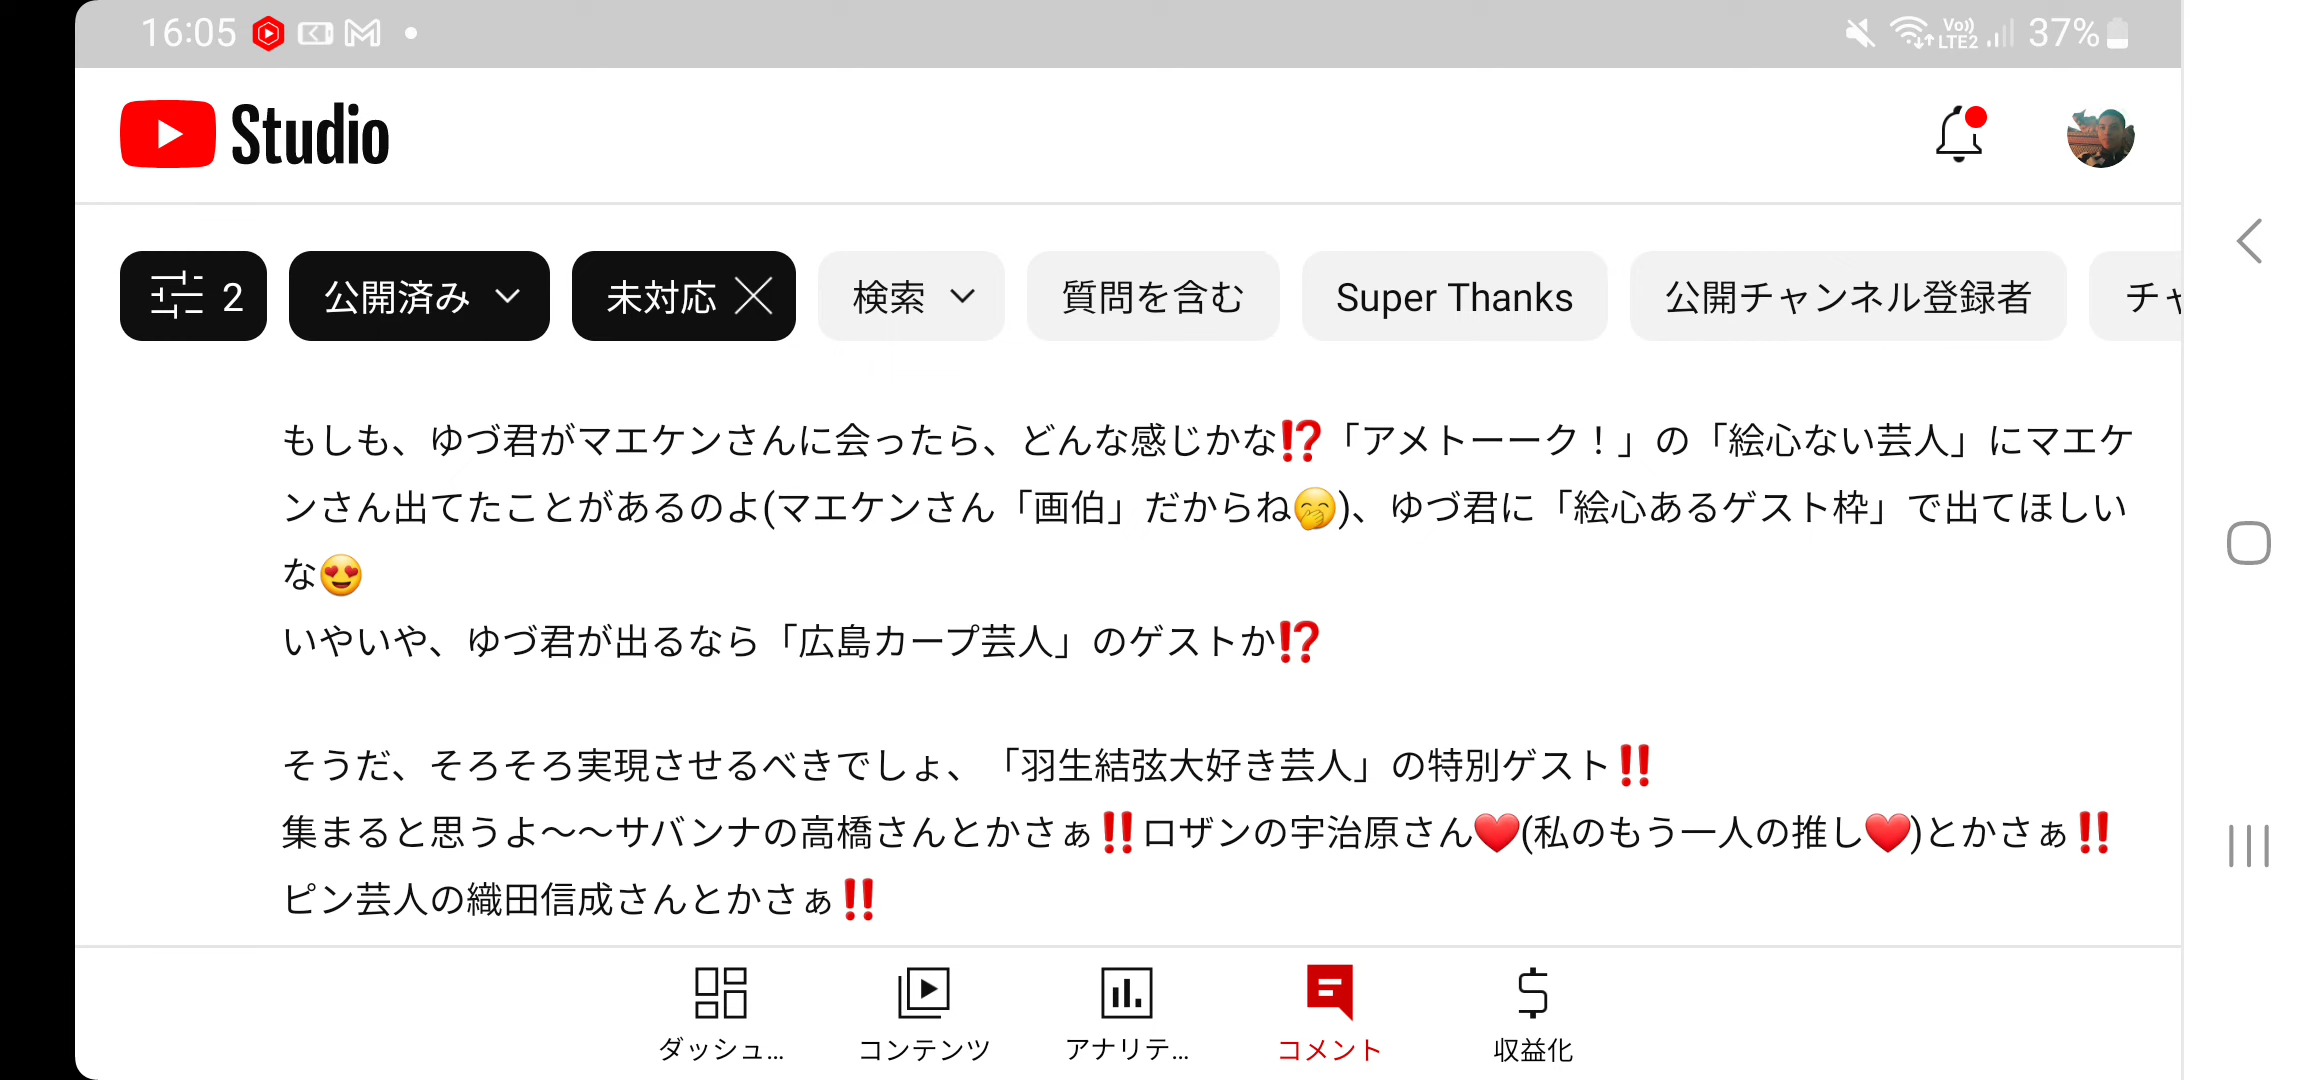 16:05
Vo)) LTE2 37%
Studio
2 公開済み 未対応 検索 質問を含む Super Thanks 公開チャンネル登録者 チャ
もしも、ゆづ君がマエケンさんに会ったら、どんな感じかな⁉️「アメトーーク！」の「絵心ない芸人」にマエケ
ンさん出てたことがあるのよ(マエケンさん「画伯」だからね🤭)、ゆづ君に「絵心あるゲスト枠」で出てほしい
な😍
いやいや、ゆづ君が出るなら「広島カープ芸人」のゲストか⁉️
そうだ、そろそろ実現させるべきでしょ、「羽生結弦大好き芸人」の特別ゲスト‼️
集まると思うよ〜〜サバンナの高橋さんとかさぁ‼️ロザンの宇治原さん❤️(私のもう一人の推し❤️)とかさぁ‼️
ピン芸人の織田信成さんとかさぁ‼️
ダッシュ... コンテンツ アナリテ... コメント 収益化